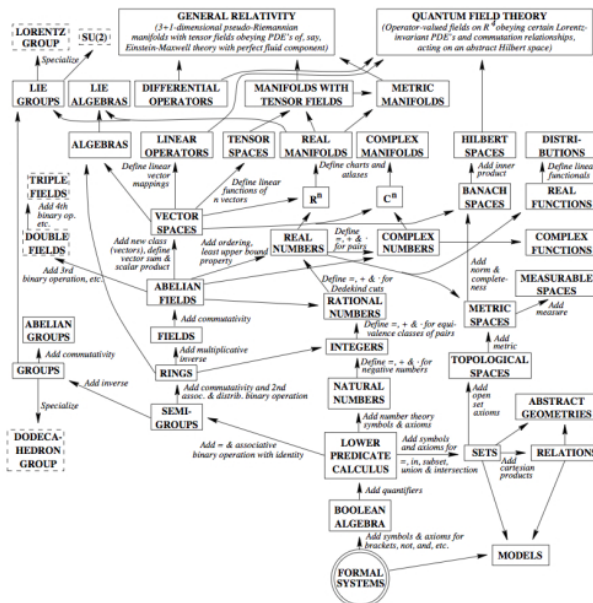 GENERAL RELATIVITY
(3+1-dimensional pseudo-Riemannian
manifolds with tensor fields obeying PDE's of, say,
Einstein-Maxwell theory with perfect fluid component)
QUANTUM FIELD THEORY
(Operator-valued fields on R⁴ obeying certain Lorentz-
invariant PDE's and commutation relationships,
acting on an abstract Hilbert space)
LORENTZ
GROUP
SU(2)
Specialize
LIE
GROUPS
LIE
ALGEBRAS
DIFFERENTIAL
OPERATORS
MANIFOLDS WITH
TENSOR FIELDS
METRIC
MANIFOLDS
ALGEBRAS
LINEAR
OPERATORS
TENSOR
SPACES
REAL
MANIFOLDS
COMPLEX
MANIFOLDS
HILBERT
SPACES
DISTRI-
BUTIONS
Define linear
vector
mappings
Define linear
functions of
n vectors
Define charts and
atlases
Add inner
product
Define linear
functionals
TRIPLE
FIELDS
Add 4th
binary op.
etc.
Rⁿ
Cⁿ
BANACH
SPACES
REAL
FUNCTIONS
VECTOR
SPACES
DOUBLE
FIELDS
Add new class
(vectors), define
vector sum &
scalar product
Add ordering,
least upper bound
property
REAL
NUMBERS
Define
=, + & ·
for pairs
COMPLEX
NUMBERS
COMPLEX
FUNCTIONS
Add 3rd
binary operation, etc.
Add
norm &
complete-
ness
ABELIAN
FIELDS
Define =, + & · for
Dedekind cuts
RATIONAL
NUMBERS
MEASURABLE
SPACES
Add
measure
METRIC
SPACES
ABELIAN
GROUPS
Add commutativity
FIELDS
Define =, + & · for equi-
valence classes of pairs
Add
metric
Add commutativity
Add multiplicative
inverse
INTEGERS
TOPOLOGICAL
SPACES
GROUPS
RINGS
Define =, + & · for
negative numbers
Add inverse
Add commutativity and 2nd
assoc. & distrib. binary operation
NATURAL
NUMBERS
Add
open
set
axioms
ABSTRACT
GEOMETRIES
Specialize
SEMI-
GROUPS
Add number theory
symbols & axioms
DODECA-
HEDRON
GROUP
Add = & associative
binary operation with identity
LOWER
PREDICATE
CALCULUS
Add symbols
and axioms for
=, in, subset,
union & intersection
SETS
Add
cartesian
products
RELATIONS
Add quantifiers
BOOLEAN
ALGEBRA
Add symbols & axioms for
brackets, not, and, etc.
MODELS
FORMAL
SYSTEMS